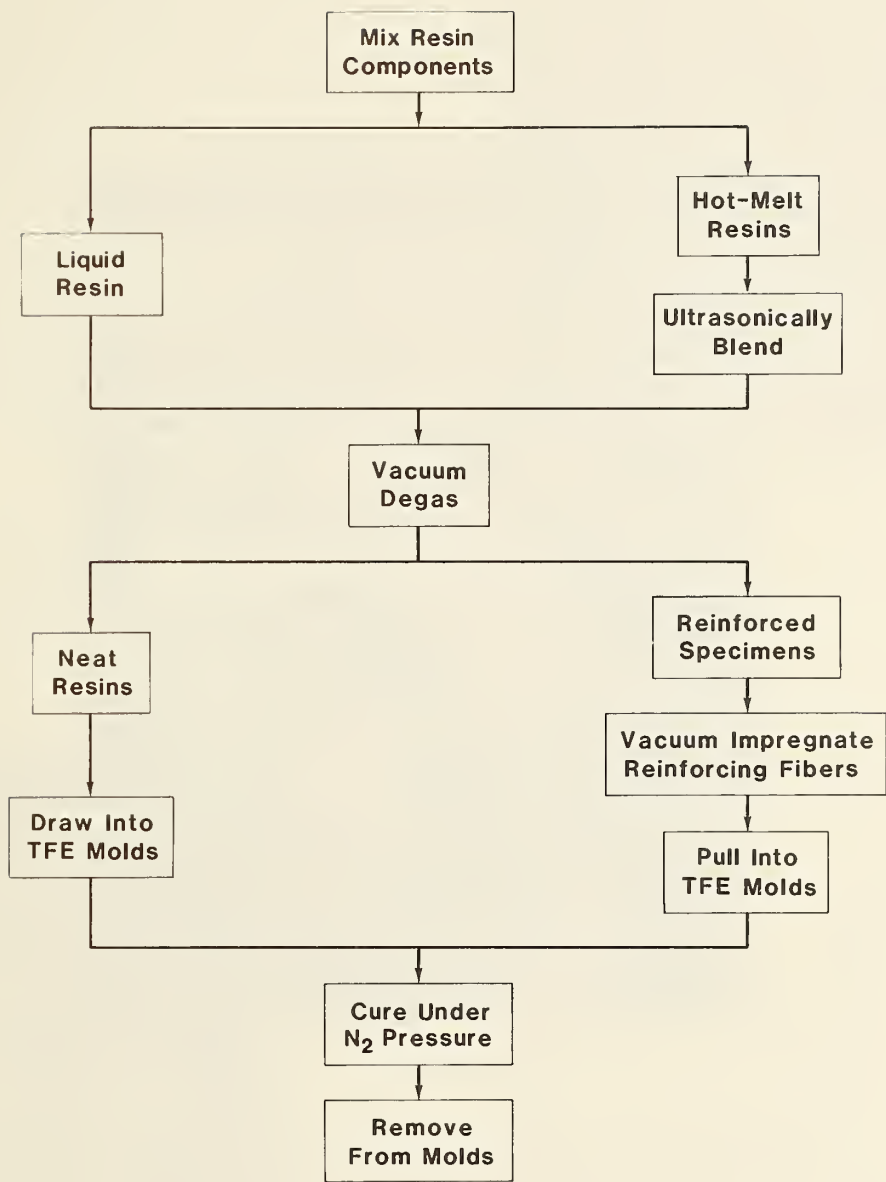 Mix Resin
Components
Liquid
Resin
Hot-Melt
Resins
Ultrasonically
Blend
Vacuum
Degas
Neat
Resins
Draw Into
TFE Molds
Reinforced
Specimens
Vacuum Impregnate
Reinforcing Fibers
Pull Into
TFE Molds
Cure Under
N₂ Pressure
Remove
From Molds